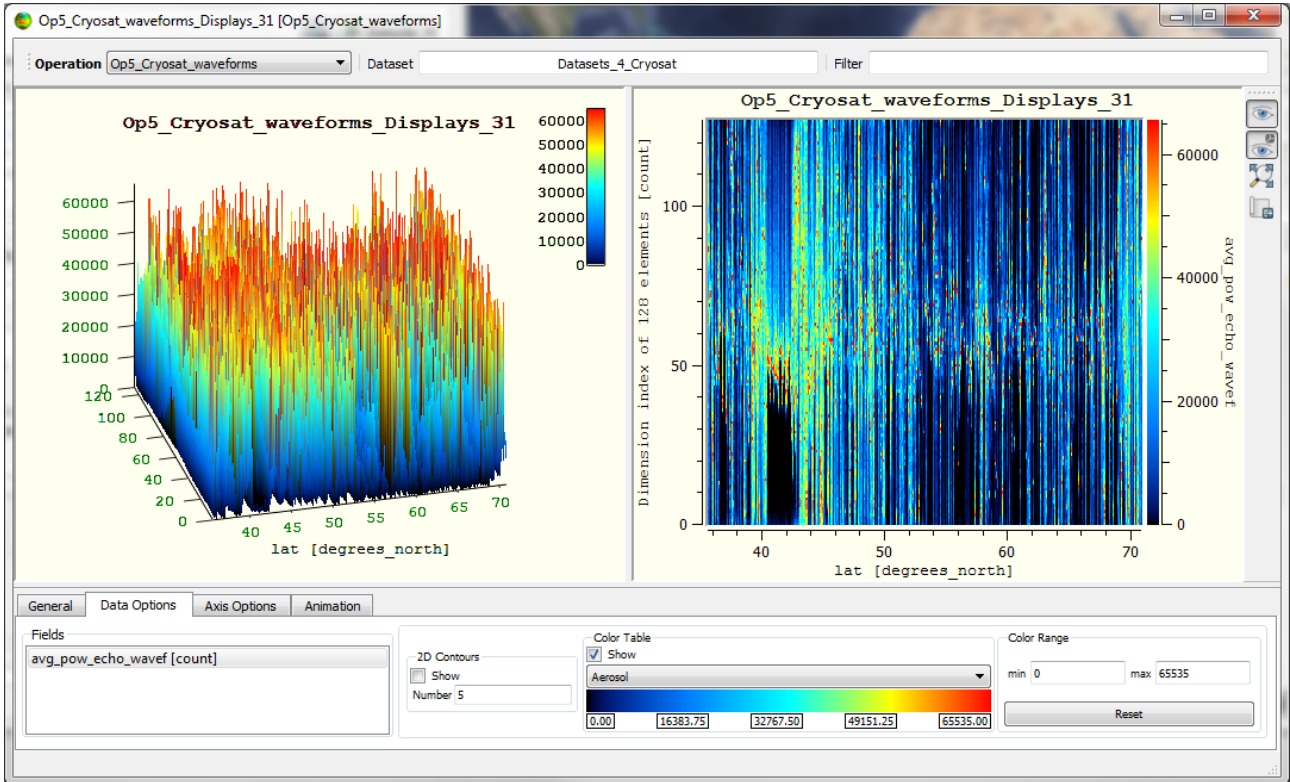 Op5_Cryosat_waveforms_Displays_31 [Op5_Cryosat_waveforms]
Operation Op5_Cryosat_waveforms Dataset Datasets_4_Cryosat Filter
Op5_Cryosat_waveforms_Displays_31
60000
50000
40000
30000
20000
10000
0
60000
50000
40000
30000
20000
10000
0
120
100
80
60
40
20
0
40 45 50 55 60 65 70
lat [degrees_north]
Op5_Cryosat_waveforms_Displays_31
Dimension index of 128 elements [count]
100
50
0
40 50 60 70
lat [degrees_north]
60000
40000
20000
0
avg_pow_echo_wavef
General Data Options Axis Options Animation
Fields
avg_pow_echo_wavef [count]
2D Contours
Show
Number 5
Color Table
Show
Aerosol
0.00 16383.75 32767.50 49151.25 65535.00
Color Range
min 0 max 65535
Reset